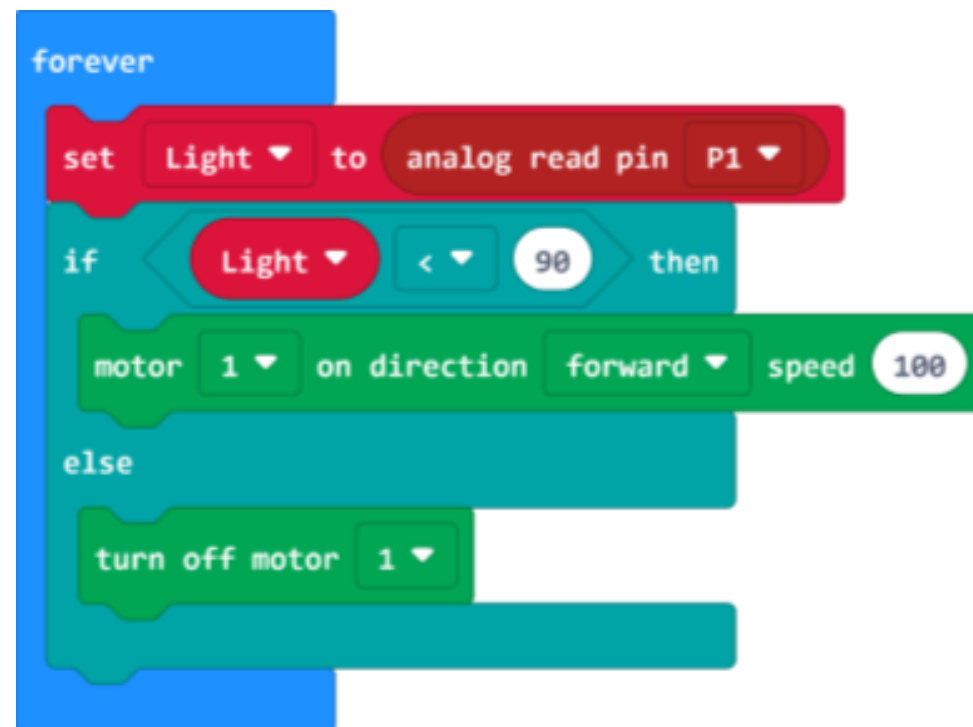 forever
set Light to analog read pin P1
if Light < 90 then
motor 1 on direction forward speed 100
else
turn off motor 1